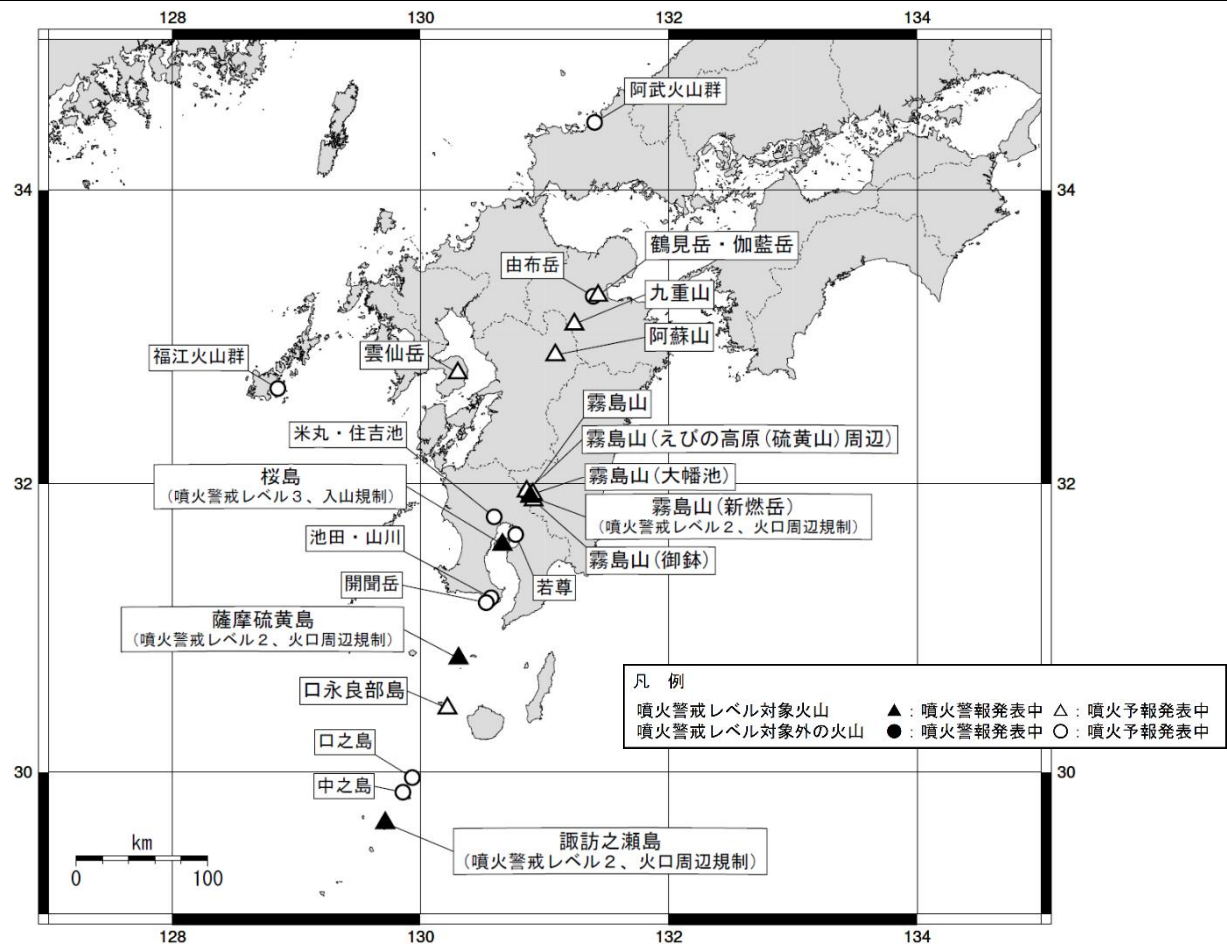 128
130
132
134
阿武火山群
34
34
鶴見岳・伽藍岳
由布岳
九重山
阿蘇山
雲仙岳
福江火山群
霧島山
米丸・住吉池
霧島山(えびの高原(硫黄山)周辺)
桜島
(噴火警戒レベル3、入山規制)
霧島山(大幡池)
32
32
霧島山(新燃岳)
(噴火警戒レベル2、火口周辺規制)
池田・山川
霧島山(御鉢)
開聞岳
若尊
薩摩硫黄島
(噴火警戒レベル2、火口周辺規制)
口永良部島
凡 例
噴火警戒レベル対象火山 ▲:噴火警報発表中 △:噴火予報発表中
噴火警戒レベル対象外の火山 ●:噴火警報発表中 ○:噴火予報発表中
口之島
30
30
中之島
諏訪之瀬島
(噴火警戒レベル2、火口周辺規制)
km
0 100
128
130
132
134